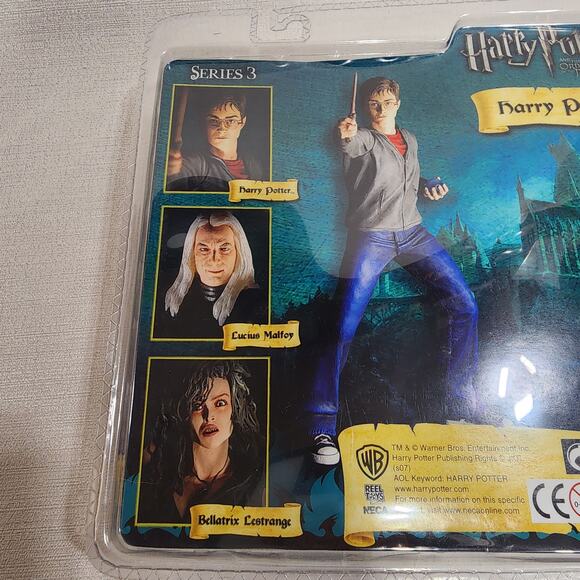 SERIES 3
Harry Potter
Lucius Malfoy
Bellatrix Lestrange
Harry P
Harry P
WB
REEL
TOYS
NECA
TM & © Warner Bros. Entertainment Inc.
Harry Potter Publishing Rights ©
(s07)
AOL Keyword: HARRY POTTER
www.harrypotter.com
For more information on this specific
visit www.necaonline.com
CE